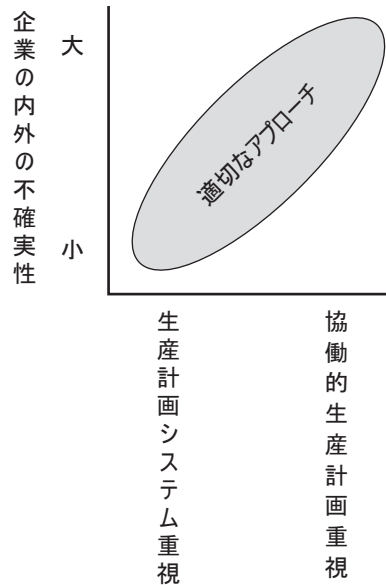 企業の内外の不確実性
大
小
適切なアプローチ
生産計画システム重視
協働的生産計画重視